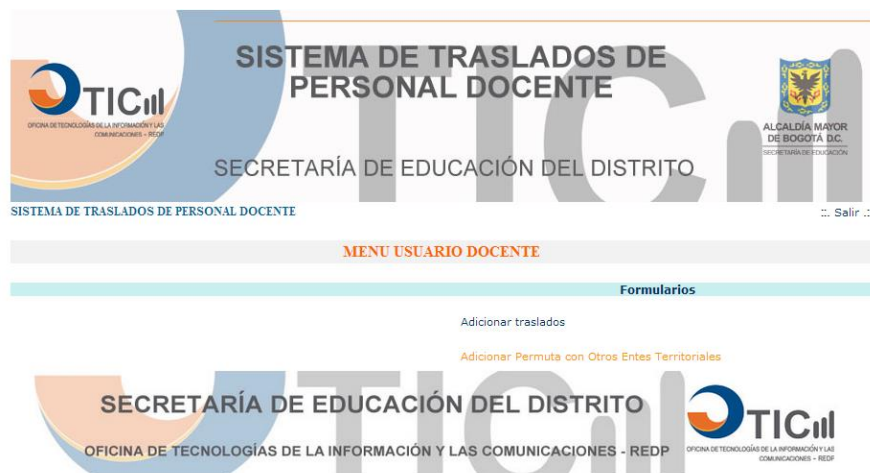 SISTEMA DE TRASLADOS DE
PERSONAL DOCENTE
TIC
OFICINA DE TECNOLOGÍAS DE LA INFORMACIÓN Y LAS
COMUNICACIONES - REDP
ALCALDÍA MAYOR
DE BOGOTÁ D.C.
SECRETARÍA DE EDUCACIÓN
SECRETARÍA DE EDUCACIÓN DEL DISTRITO
SISTEMA DE TRASLADOS DE PERSONAL DOCENTE
::. Salir .:
MENU USUARIO DOCENTE
Formularios
Adicionar traslados
Adicionar Permuta con Otros Entes Territoriales
SECRETARÍA DE EDUCACIÓN DEL DISTRITO
OFICINA DE TECNOLOGÍAS DE LA INFORMACIÓN Y LAS COMUNICACIONES - REDP
TIC
OFICINA DE TECNOLOGÍAS DE LA INFORMACIÓN Y LAS
COMUNICACIONES - REDP